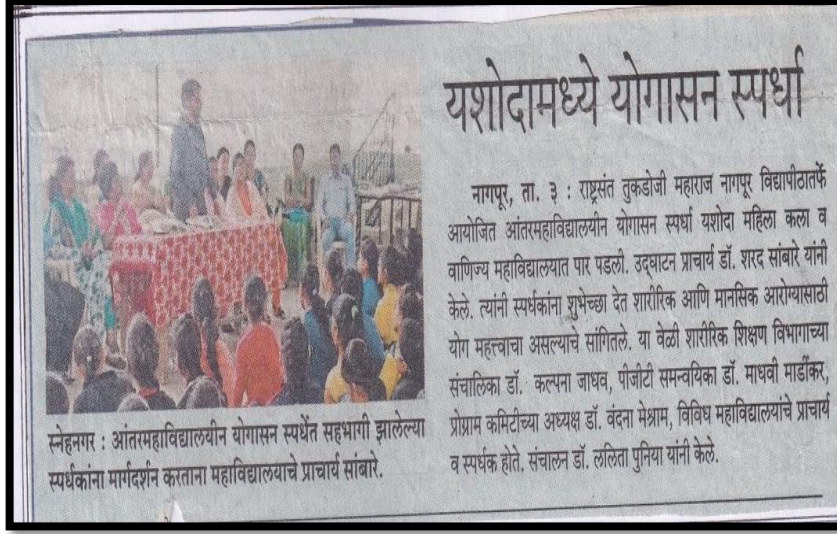 यशोदामध्ये योगासन स्पर्धा
नागपूर, ता. ३ : राष्ट्रसंत तुकडोजी महाराज नागपूर विद्यापीठातर्फे
आयोजित आंतरमहाविद्यालयीन योगासन स्पर्धा यशोदा महिला कला व
वाणिज्य महाविद्यालयात पार पडली. उद्‌घाटन प्राचार्य डॉ. शरद सांबारे यांनी
केले. त्यांनी स्पर्धकांना शुभेच्छा देत शारीरिक आणि मानसिक आरोग्यासाठी
योग महत्त्वाचा असल्याचे सांगितले. या वेळी शारीरिक शिक्षण विभागाच्या
संचालिका डॉ. कल्पना जाधव, पीजीटी समन्वयिका डॉ. माधवी मार्डीकर,
प्रोग्राम कमिटीच्या अध्यक्ष डॉ. वंदना मेश्राम, विविध महाविद्यालयांचे प्राचार्य
व स्पर्धक होते. संचालन डॉ. ललिता पुनिया यांनी केले.
स्नेहनगर : आंतरमहाविद्यालयीन योगासन स्पर्धेत सहभागी झालेल्या
स्पर्धकांना मार्गदर्शन करताना महाविद्यालयाचे प्राचार्य सांबारे.